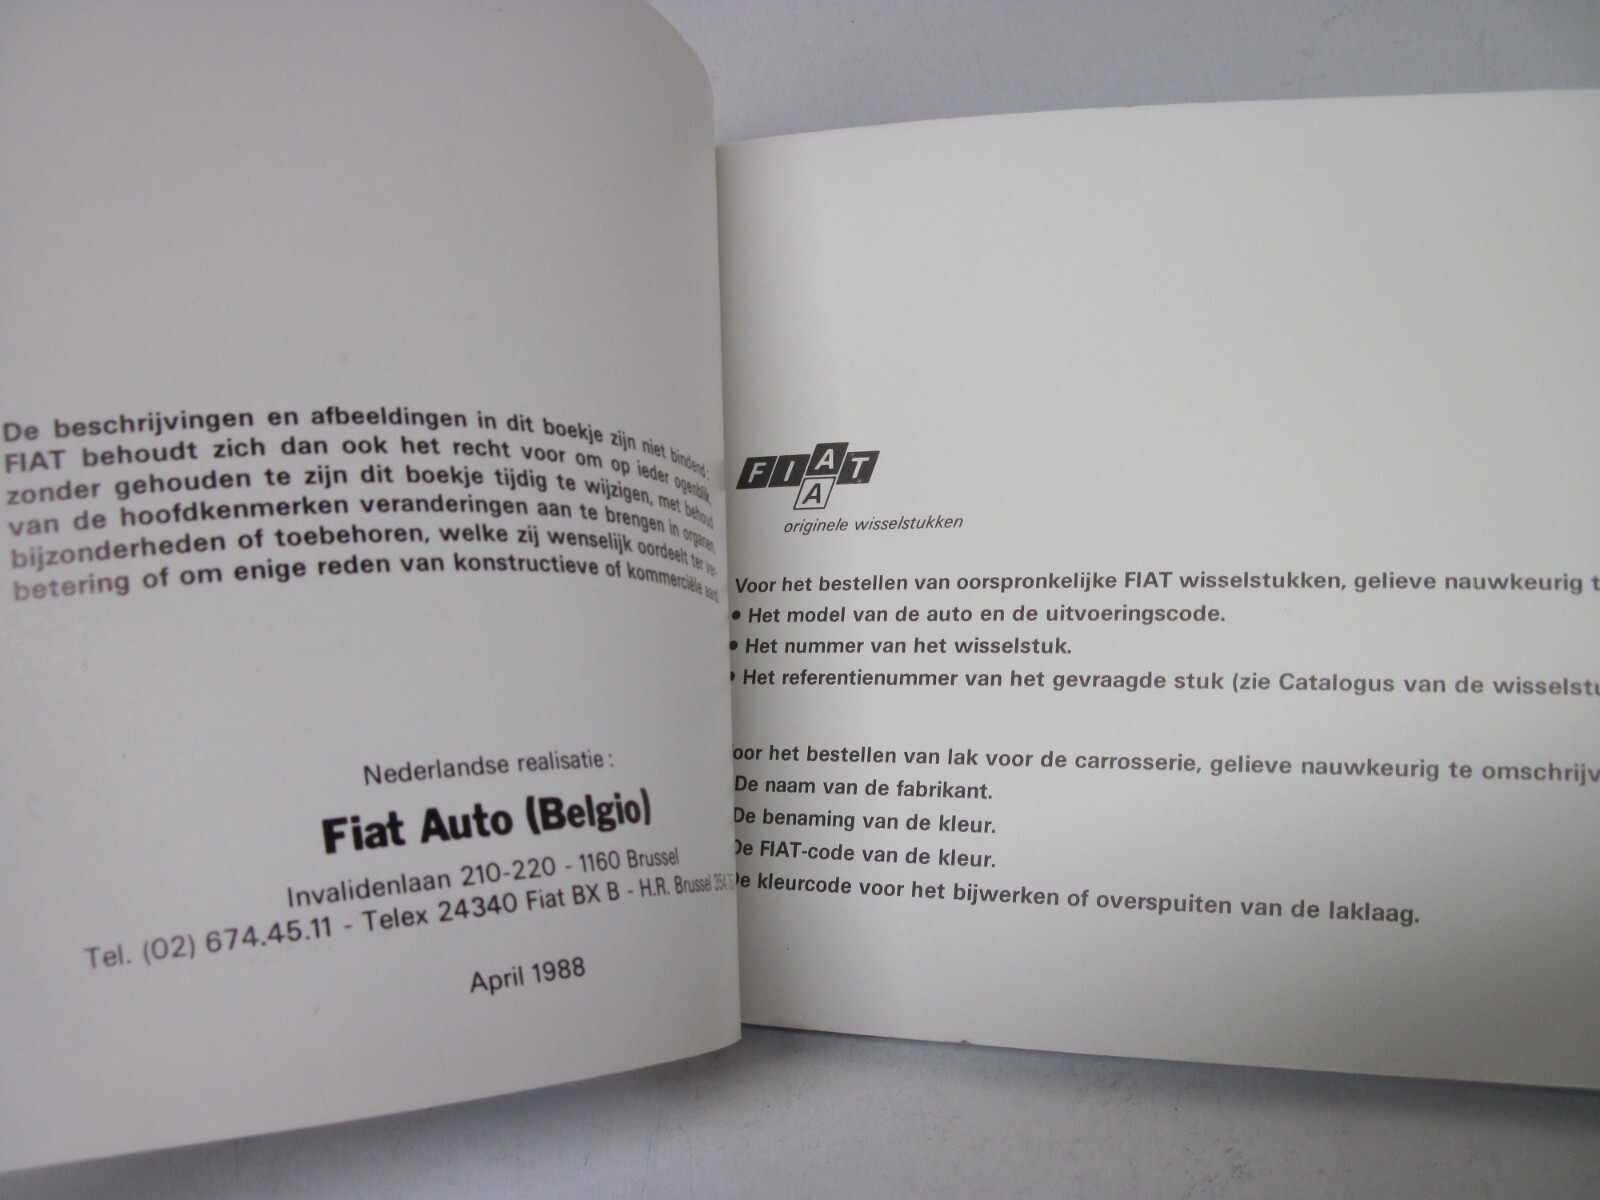 De beschrijvingen en afbeeldingen in dit boekje zijn niet bindend:
FIAT behoudt zich dan ook het recht voor om op ieder ogenblik,
zonder gehouden te zijn dit boekje tijdig te wijzigen, met behoud
van de hoofdkenmerken veranderingen aan te brengen in organen,
bijzonderheden of toebehoren, welke zij wenselijk oordeelt ter ver-
betering of om enige reden van konstructieve of kommerciële aard.
Nederlandse realisatie :
Fiat Auto (Belgio)
Invalidenlaan 210-220 - 1160 Brussel
Tel. (02) 674.45.11 - Telex 24340 Fiat BX B - H.R. Brussel
April 1988
FIAT
A
originele wisselstukken
Voor het bestellen van oorspronkelijke FIAT wisselstukken, gelieve nauwkeurig
• Het model van de auto en de uitvoeringscode.
• Het nummer van het wisselstuk.
• Het referentienummer van het gevraagde stuk (zie Catalogus van de
oor het bestellen van lak voor de carrosserie, gelieve nauwkeurig te omschrijv
De naam van de fabrikant.
De benaming van de kleur.
De FIAT-code van de kleur.
De kleurcode voor het bijwerken of overspuiten van de laklaag.